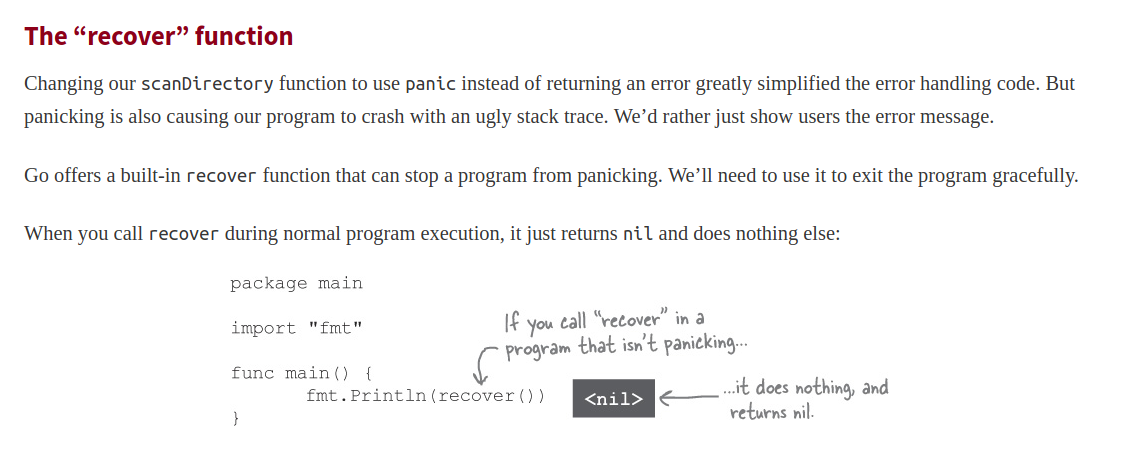 The “recover” function
Changing our scanDirectory function to use panic instead of returning an error greatly simplified the error handling code. But
panicking is also causing our program to crash with an ugly stack trace. We’d rather just show users the error message.
Go offers a built-in recover function that can stop a program from panicking. We’ll need to use it to exit the program gracefully.
When you call recover during normal program execution, it just returns nil and does nothing else:
package main
import "fmt"
If you call “recover” in a
program that isn’t panicking...
func main() {
fmt.Println(recover())
}
<nil>
...it does nothing, and
returns nil.